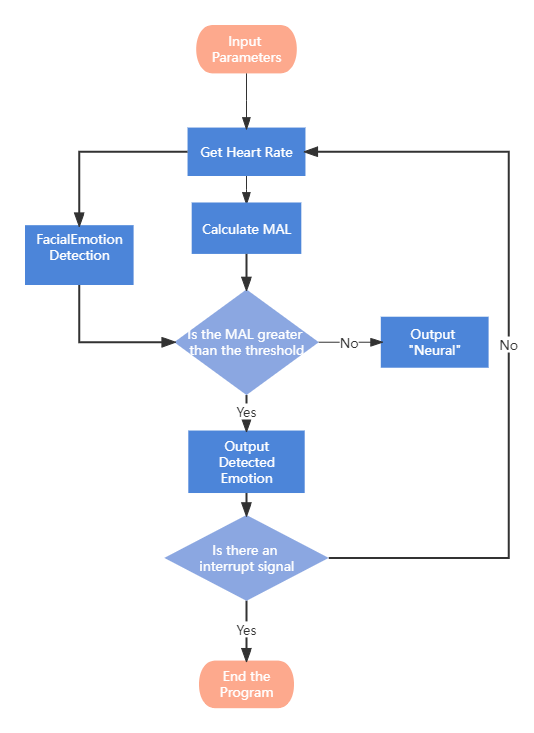 Input
Parameters
Get Heart Rate
FacialEmotion
Detection
Calculate MAL
Is the MAL greater
than the threshold
No
Output
"Neural"
No
Yes
Output
Detected
Emotion
Is there an
interrupt signal
Yes
End the
Program